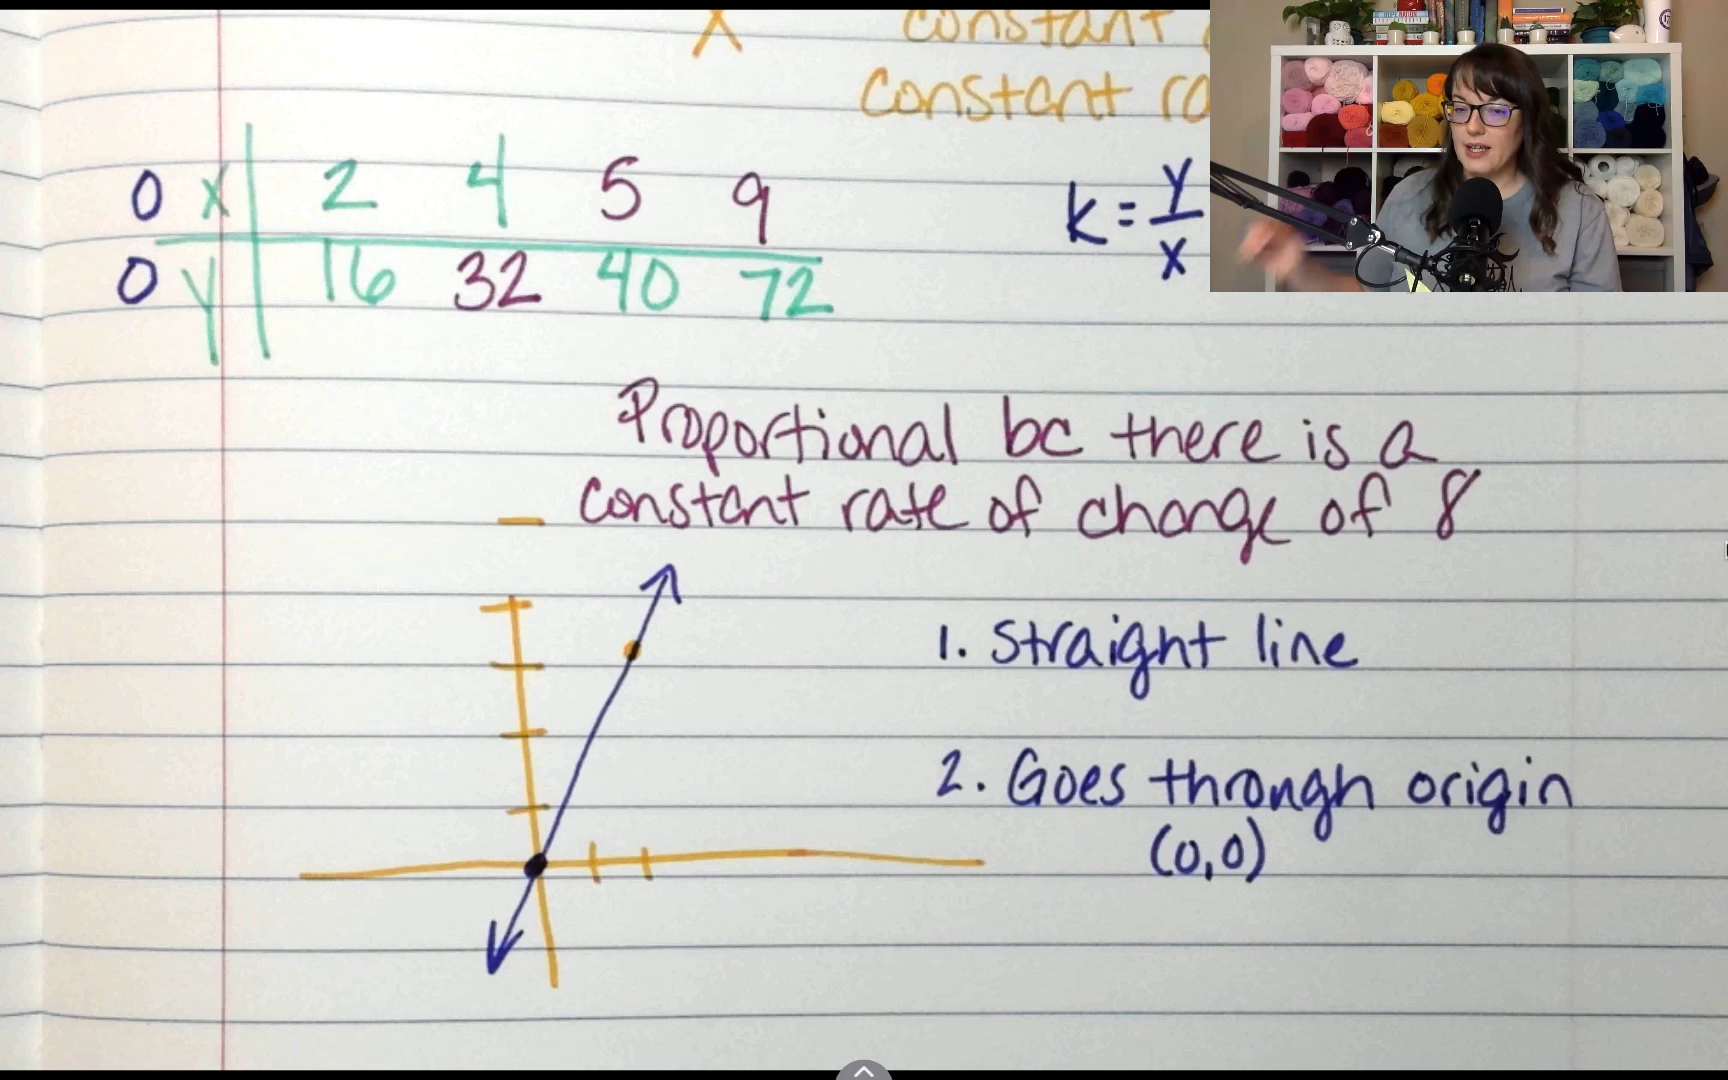 constant
constant
0 x 2 4 5 9
0 y 16 32 40 72
k = y/x
Proportional bc there is a
constant rate of change of 8
1. Straight line
2. Goes through origin
(0,0)